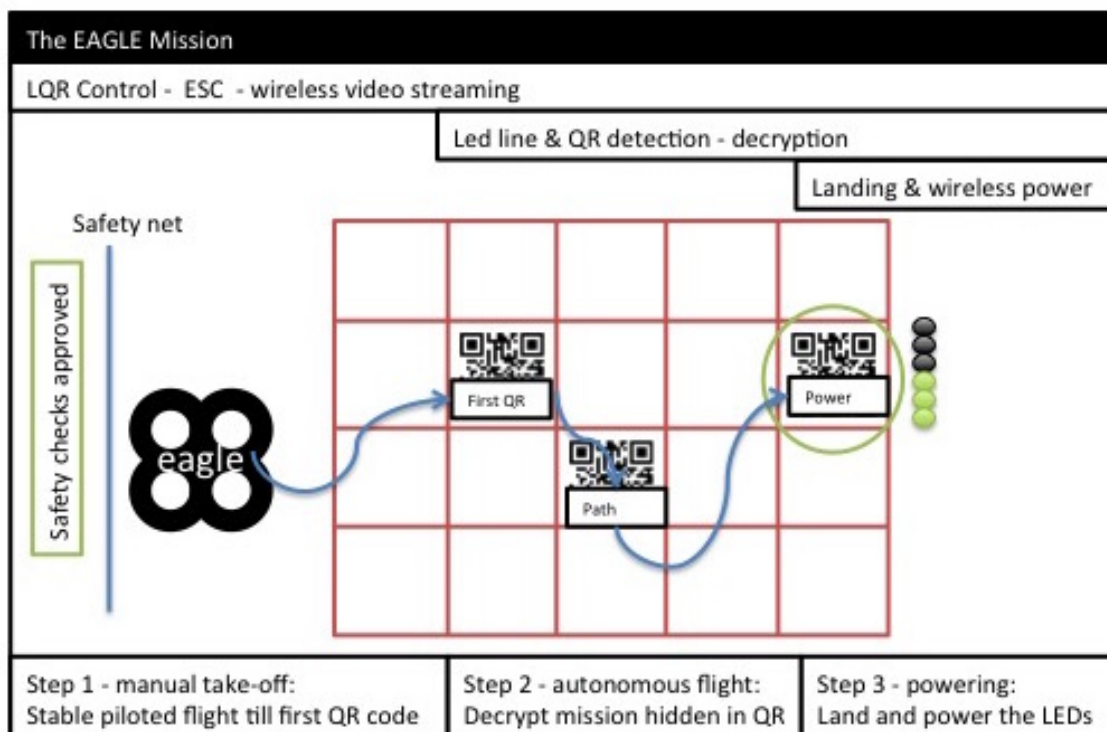 The EAGLE Mission
LQR Control - ESC - wireless video streaming
Led line & QR detection - decryption
Landing & wireless power
Safety net
Safety checks approved
eagle
First QR
Path
Power
Step 1 - manual take-off:
Stable piloted flight till first QR code
Step 2 - autonomous flight:
Decrypt mission hidden in QR
Step 3 - powering:
Land and power the LEDs